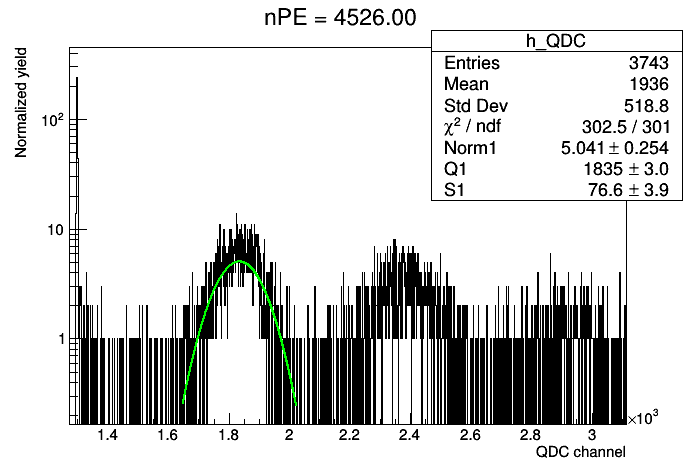 nPE = 4526.00
h_QDC
Entries 3743
Mean 1936
Std Dev 518.8
χ² / ndf 302.5 / 301
Norm1 5.041 ± 0.254
Q1 1835 ± 3.0
S1 76.6 ± 3.9
Normalized yield
10²
10
1
1.4 1.6 1.8 2 2.2 2.4 2.6 2.8 3
×10³
QDC channel